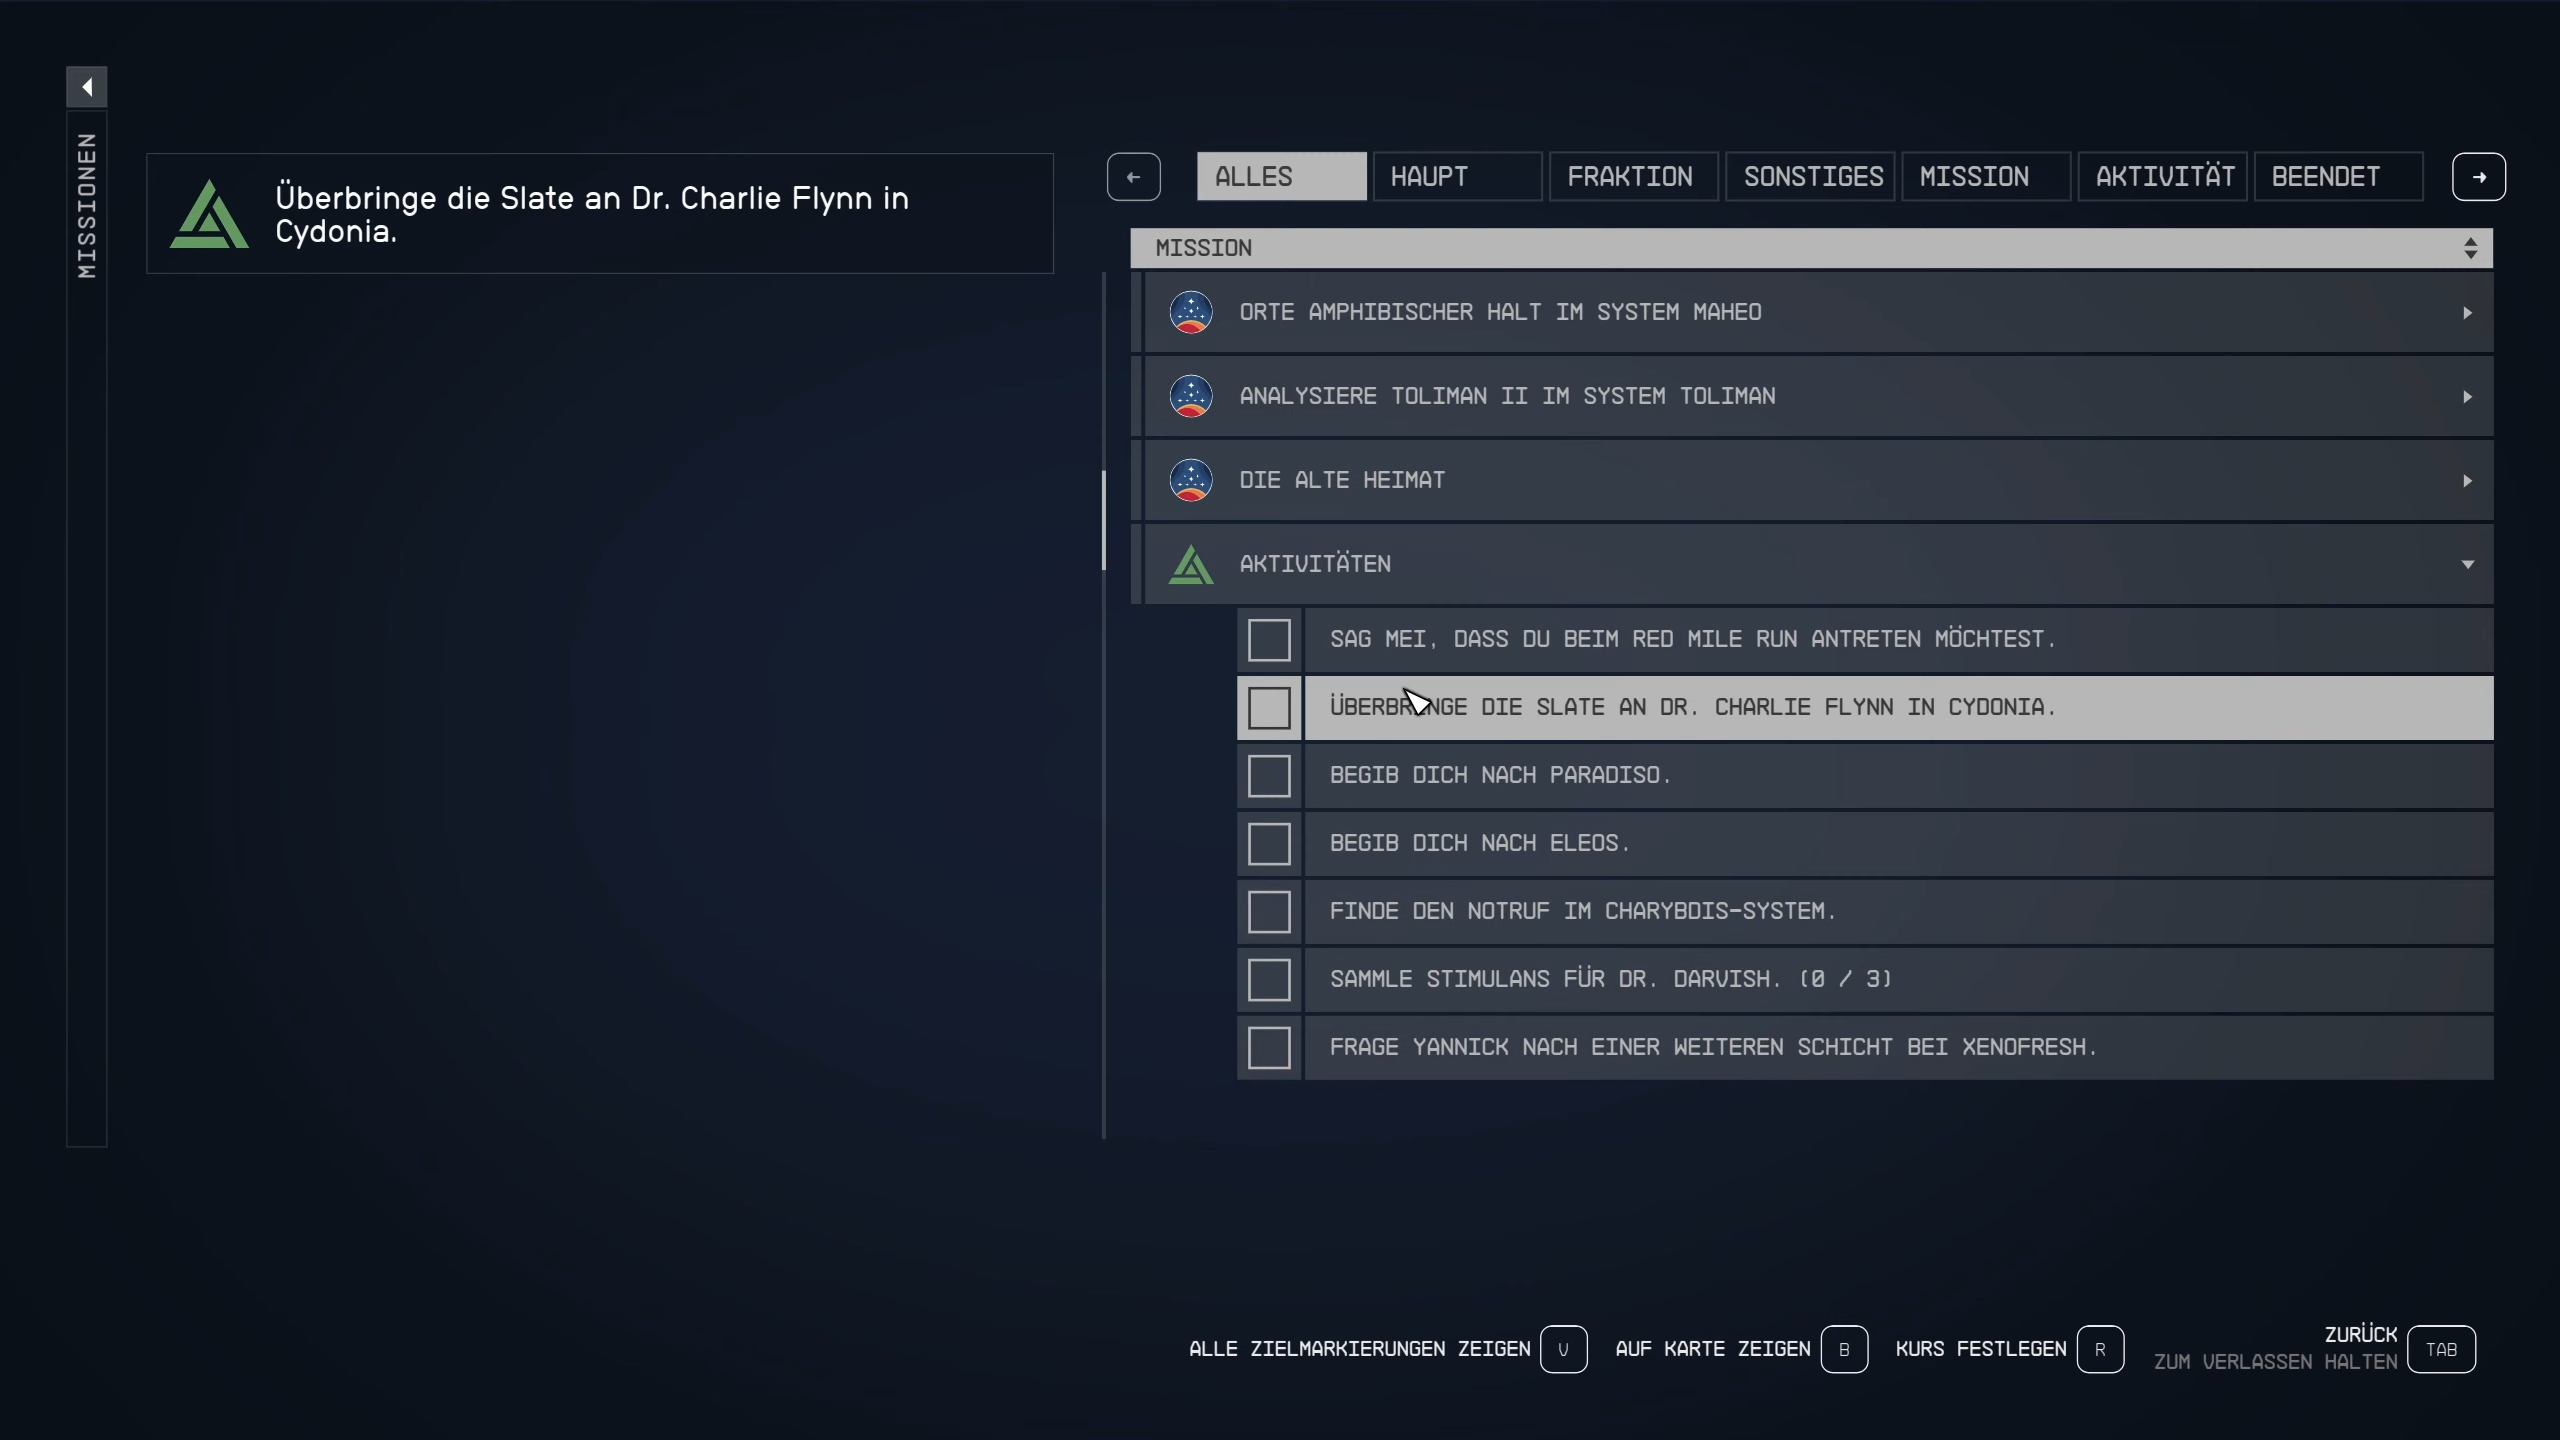 MISSIONEN
Überbringe die Slate an Dr. Charlie Flynn in
Cydonia.
ALLES HAUPT FRAKTION SONSTIGES MISSION AKTIVITÄT BEENDET
MISSION
ORTE AMPHIBISCHER HALT IM SYSTEM MAHEO
ANALYSIERE TOLIMAN II IM SYSTEM TOLIMAN
DIE ALTE HEIMAT
AKTIVITÄTEN
SAG MEI, DASS DU BEIM RED MILE RUN ANTRETEN MÖCHTEST.
ÜBERBRINGE DIE SLATE AN DR. CHARLIE FLYNN IN CYDONIA.
BEGIB DICH NACH PARADISO.
BEGIB DICH NACH ELEOS.
FINDE DEN NOTRUF IM CHARYBDIS-SYSTEM.
SAMMLE STIMULANS FÜR DR. DARVISH. (0 / 3)
FRAGE YANNICK NACH EINER WEITEREN SCHICHT BEI XENOFRESH.
ALLE ZIELMARKIERUNGEN ZEIGEN V AUF KARTE ZEIGEN B KURS FESTLEGEN R ZURÜCK TAB
ZUM VERLASSEN HALTEN